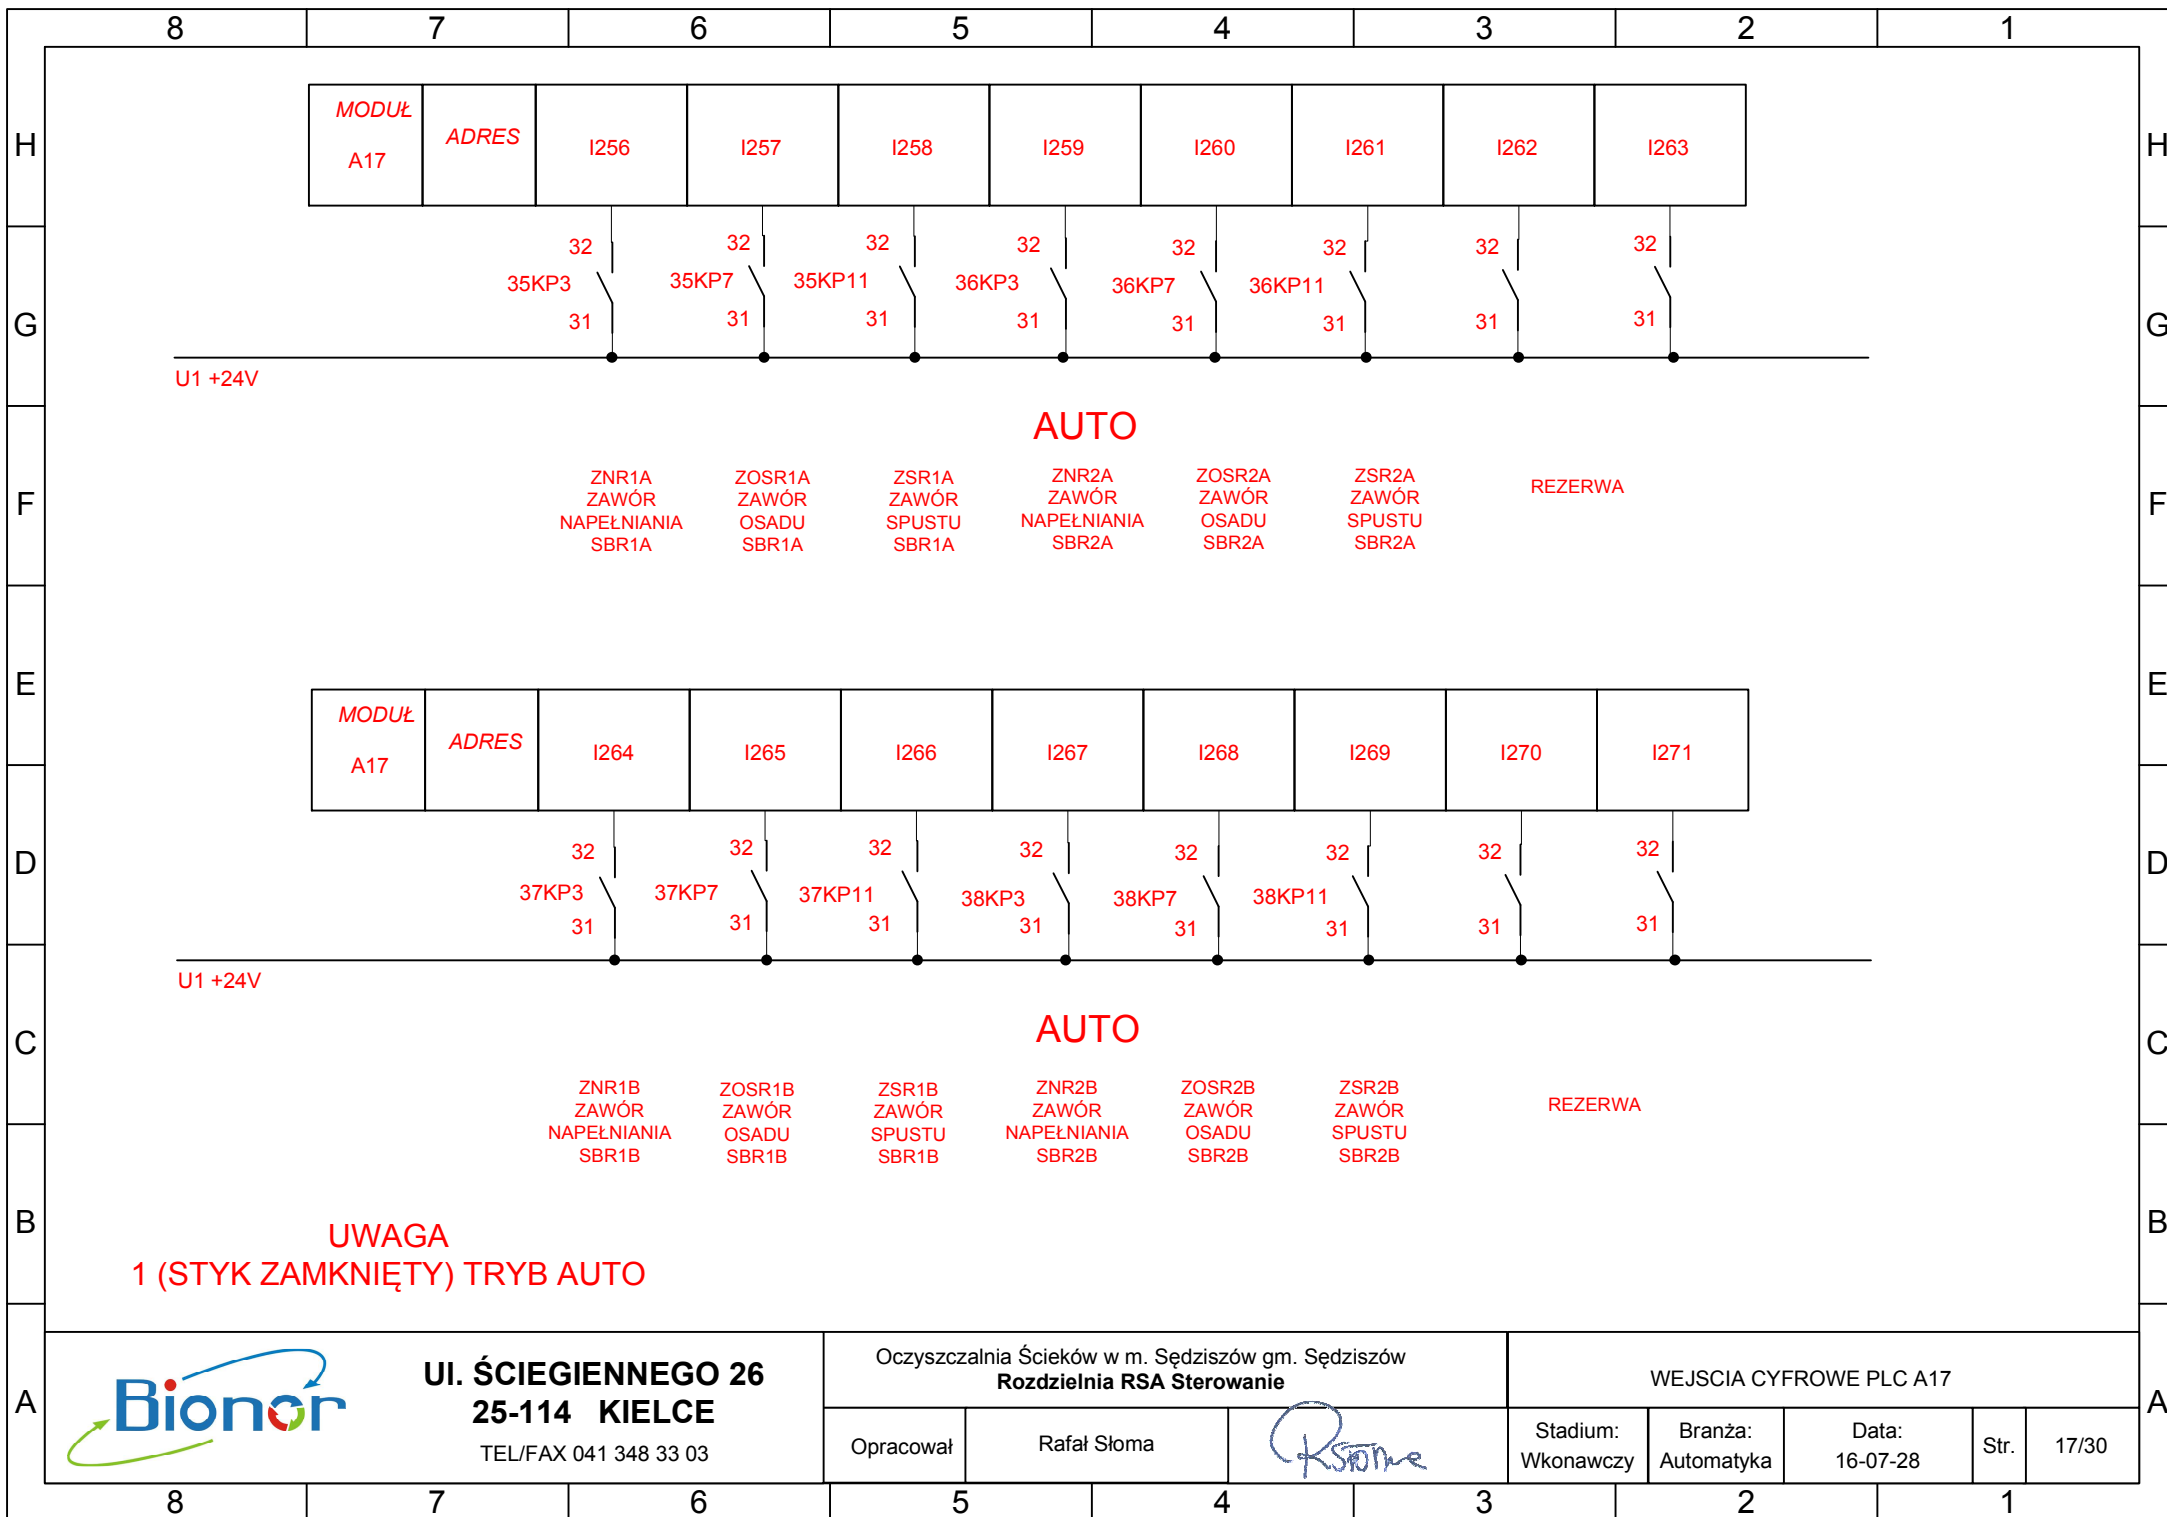 8 7 6 5 4 3 2 1
H H
MODUŁ
A17
ADRES
I256 I257 I258 I259 I260 I261 I262 I263
32 32 32 32 32 32 32 32
35KP3 35KP7 35KP11 36KP3 36KP7 36KP11
31 31 31 31 31 31 31 31
G G
U1 +24V
AUTO
F F
ZNR1A
ZAWÓR
NAPEŁNIANIA
SBR1A
ZOSR1A
ZAWÓR
OSADU
SBR1A
ZSR1A
ZAWÓR
SPUSTU
SBR1A
ZNR2A
ZAWÓR
NAPEŁNIANIA
SBR2A
ZOSR2A
ZAWÓR
OSADU
SBR2A
ZSR2A
ZAWÓR
SPUSTU
SBR2A
REZERWA
E E
MODUŁ
A17
ADRES
I264 I265 I266 I267 I268 I269 I270 I271
D D
32 32 32 32 32 32 32 32
37KP3 37KP7 37KP11 38KP3 38KP7 38KP11
31 31 31 31 31 31 31 31
U1 +24V
AUTO
C C
ZNR1B
ZAWÓR
NAPEŁNIANIA
SBR1B
ZOSR1B
ZAWÓR
OSADU
SBR1B
ZSR1B
ZAWÓR
SPUSTU
SBR1B
ZNR2B
ZAWÓR
NAPEŁNIANIA
SBR2B
ZOSR2B
ZAWÓR
OSADU
SBR2B
ZSR2B
ZAWÓR
SPUSTU
SBR2B
REZERWA
B B
UWAGA
1 (STYK ZAMKNIĘTY) TRYB AUTO
A A
Bionor
Ul. ŚCIEGIENNEGO 26
25-114 KIELCE
TEL/FAX 041 348 33 03
Oczyszczalnia Ścieków w m. Sędziszów gm. Sędziszów
Rozdzielnia RSA Sterowanie
Opracował
Rafał Słoma
RSłoma
WEJSCIA CYFROWE PLC A17
Stadium:
Wkonawczy
Branża:
Automatyka
Data:
16-07-28
Str.
17/30
8 7 6 5 4 3 2 1